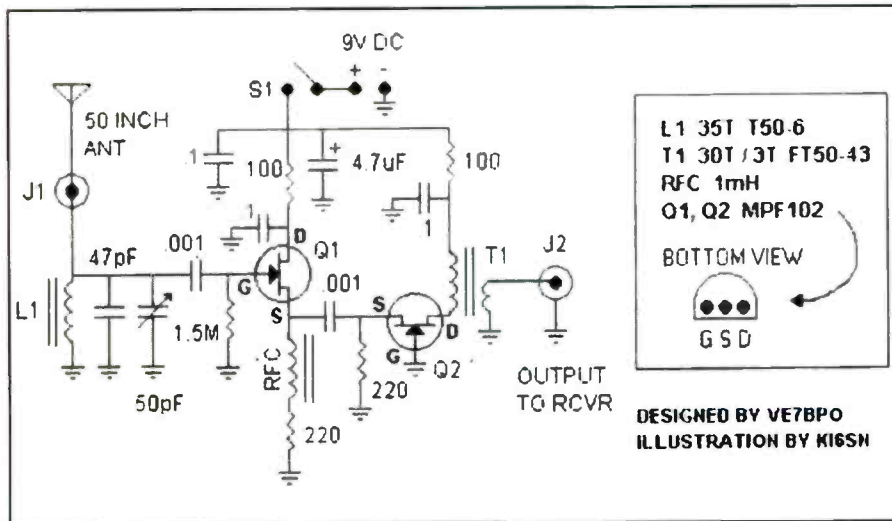 9V DC
+ -
S1
50 INCH
ANT
J1
.1
100
+
4.7uF
100
.1
D
Q1
1
T1
J2
47pF
.001
G
L1
1.5M
S
.001
S
D
G
Q2
RFC
220
50pF
220
OUTPUT
TO RCVR
L1 35T T50-6
T1 30T / 3T FT50-43
RFC 1mH
Q1, Q2 MPF102
BOTTOM VIEW
G S D
DESIGNED BY VE7BPO
ILLUSTRATION BY KI6SN